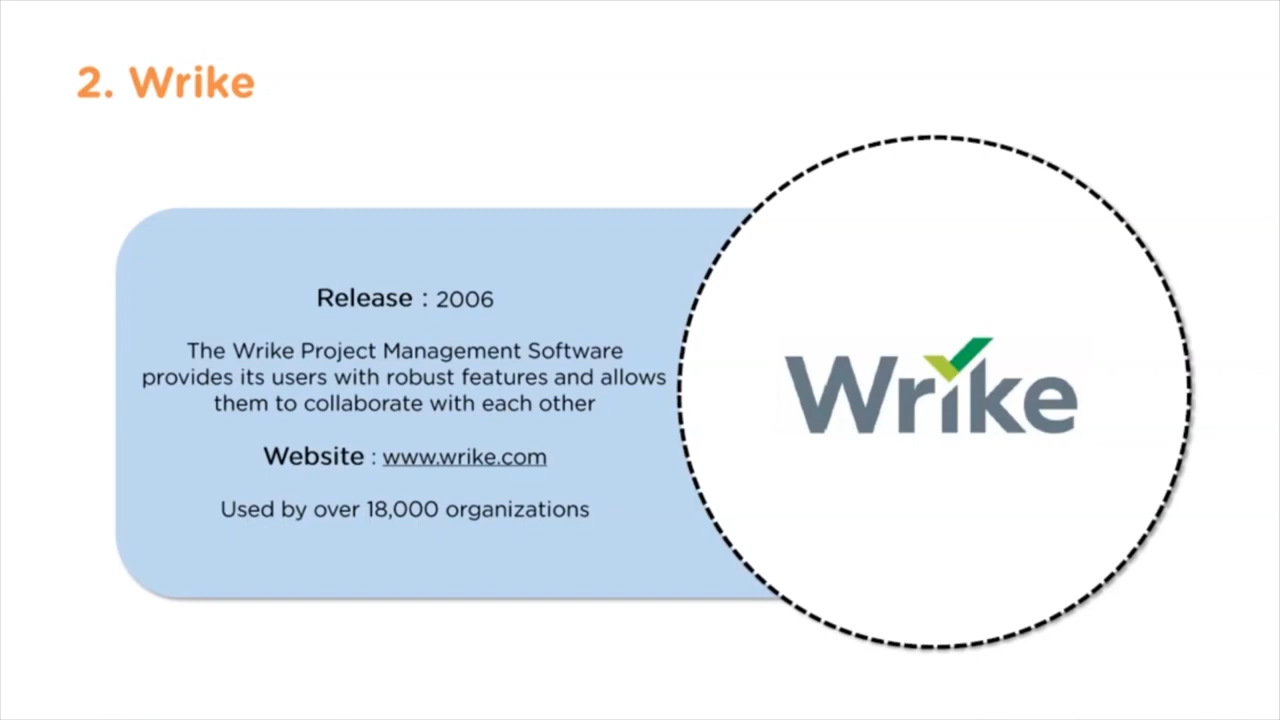 2. Wrike
Release : 2006
The Wrike Project Management Software
provides its users with robust features and allows
them to collaborate with each other
Website : www.wrike.com
Used by over 18,000 organizations
Wrike